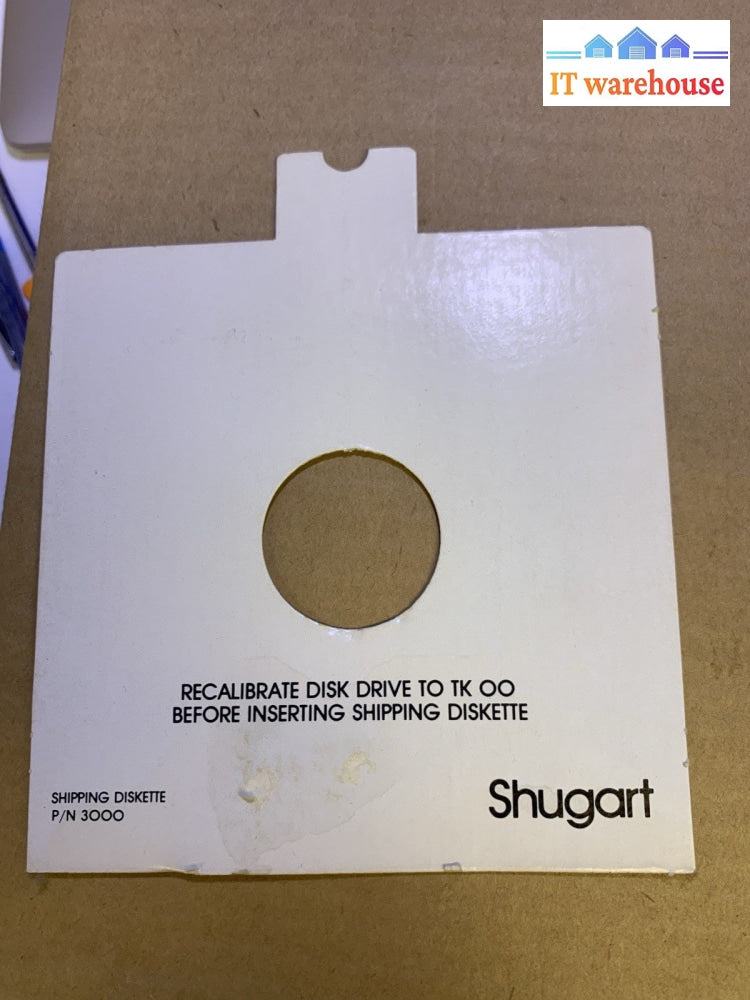 IT warehouse
RECALIBRATE DISK DRIVE TO TK OO
BEFORE INSERTING SHIPPING DISKETTE
SHIPPING DISKETTE
P/N 3000
Shugart